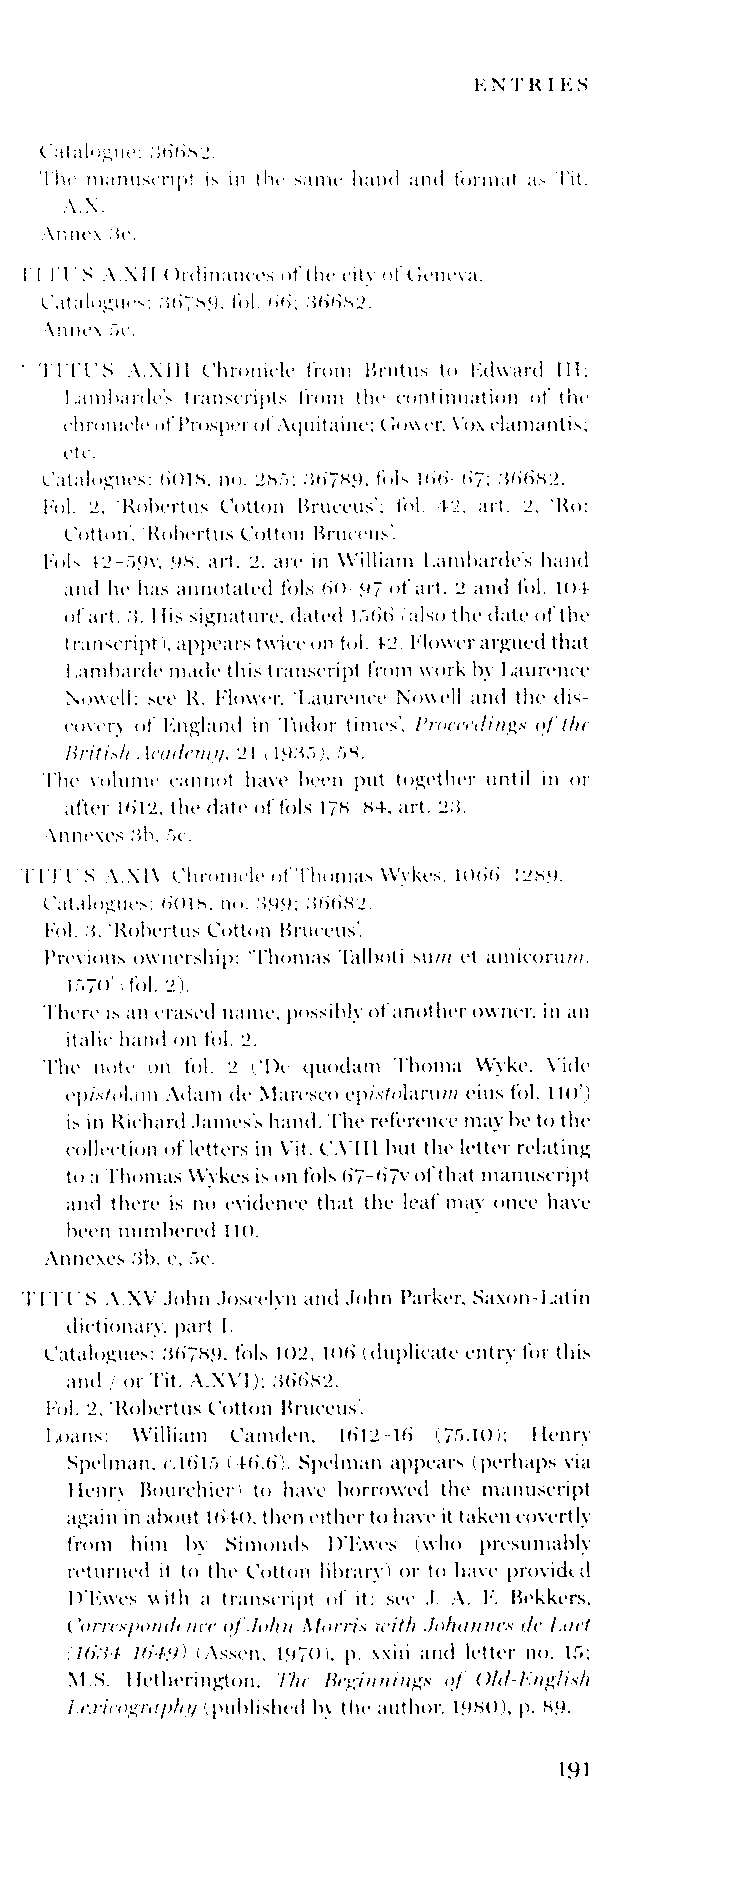 ENTRIES
Catalogue: 36682.
The manuscript is in the same hand and format as Tit.
A.X.
Annex 3e.
TITUS A.XII Ordinances of the city of Geneva.
Catalogues: 36789, fol. 66; 36682.
Annex 5c.
* TITUS A.XIII Chronicle from Brutus to Edward III;
Lambarde's transcripts from the continuation of the
chronicle of Prosper of Aquitaine; Gower, Vox clamantis;
etc.
Catalogues: 6018, no. 285; 36789, fols 166–67; 36682.
Fol. 2, 'Robertus Cotton Bruceus'; fol. 42, art. 2, 'Ro:
Cotton', 'Robertus Cotton Bruceus'.
Fols 42–59v, 98, art. 2, are in William Lambarde's hand
and he has annotated fols 60–97 of art. 2 and fol. 104
of art. 3. His signature, dated 1566 (also the date of the
transcript), appears twice on fol. 42. Flower argued that
Lambarde made this transcript from work by Laurence
Nowell: see R. Flower, 'Laurence Nowell and the dis-
covery of England in Tudor times', Proceedings of the
British Academy, 21 (1935), 58.
The volume cannot have been put together until in or
after 1612, the date of fols 178–84, art. 23.
Annexes 3b, 5c.
TITUS A.XIV Chronicle of Thomas Wykes, 1066–1289.
Catalogues: 6018, no. 399; 36682.
Fol. 3, 'Robertus Cotton Bruceus'.
Previous ownership: 'Thomas Talboti sum et amicorum,
1570' (fol. 2).
There is an erased name, possibly of another owner, in an
italic hand on fol. 2.
The note on fol. 2 ('De quodam Thoma Wyke. Vide
epistolam Adam de Maresco epistolarum eius fol. 110')
is in Richard James's hand. The reference may be to the
collection of letters in Vit. C.VIII but the letter relating
to a Thomas Wykes is on fols 67–67v of that manuscript
and there is no evidence that the leaf may once have
been numbered 110.
Annexes 3b, e, 5c.
TITUS A.XV John Joscelyn and John Parker, Saxon-Latin
dictionary, part I.
Catalogues: 36789, fols 102, 106 (duplicate entry for this
and / or Tit. A.XVI); 36682.
Fol. 2, 'Robertus Cotton Bruceus'.
Loans: William Camden, 1612–16 (75.10); Henry
Spelman, c.1615 (46.6). Spelman appears (perhaps via
Henry Bourchier) to have borrowed the manuscript
again in about 1640, then either to have it taken covertly
from him by Simonds D'Ewes (who presumably
returned it to the Cotton library) or to have provided
D'Ewes with a transcript of it: see J. A. F. Bekkers,
Correspondence of John Morris with Johannes de Laet
(1634–1649) (Assen, 1970), p. xxiii and letter no. 15;
M.S. Hetherington, The Beginnings of Old-English
Lexicography (published by the author, 1980), p. 89.
191